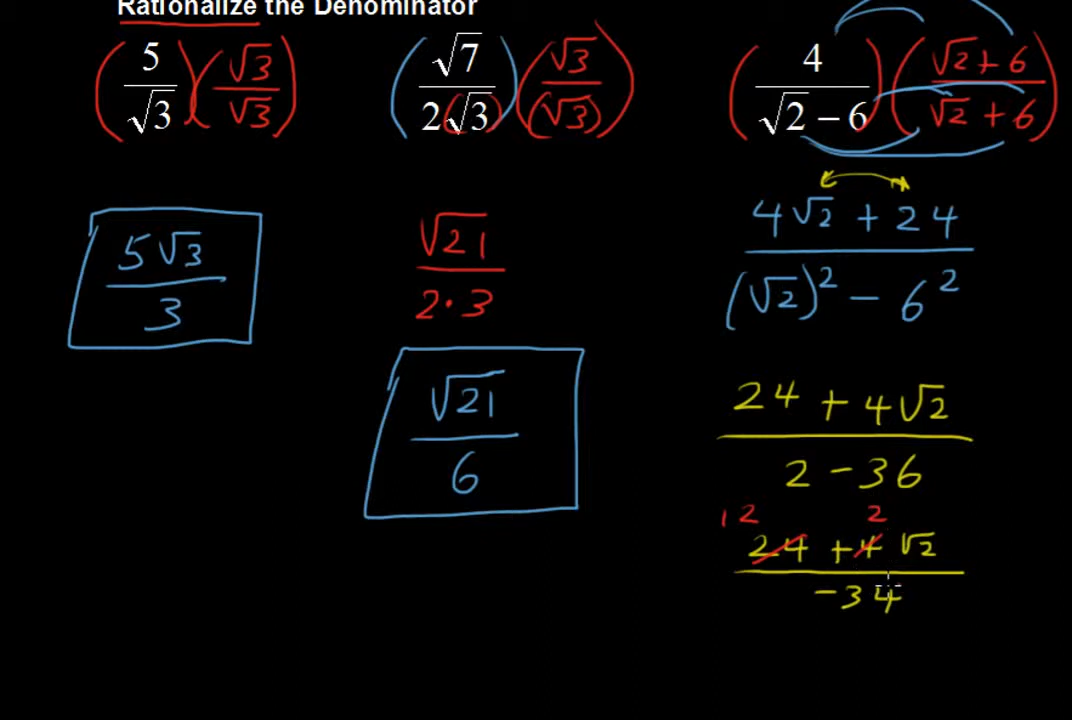 Rationalize the Denominator
(5/√3)(√3/√3)
(√7/2(√3))(√3/(√3))
(4/(√2 − 6))((√2 + 6)/(√2 + 6))
5√3/3
√21/2·3
√21/6
(4√2 + 24)/((√2)² − 6²)
(24 + 4√2)/(2 − 36)
12 2
(24 + 4√2)/−34